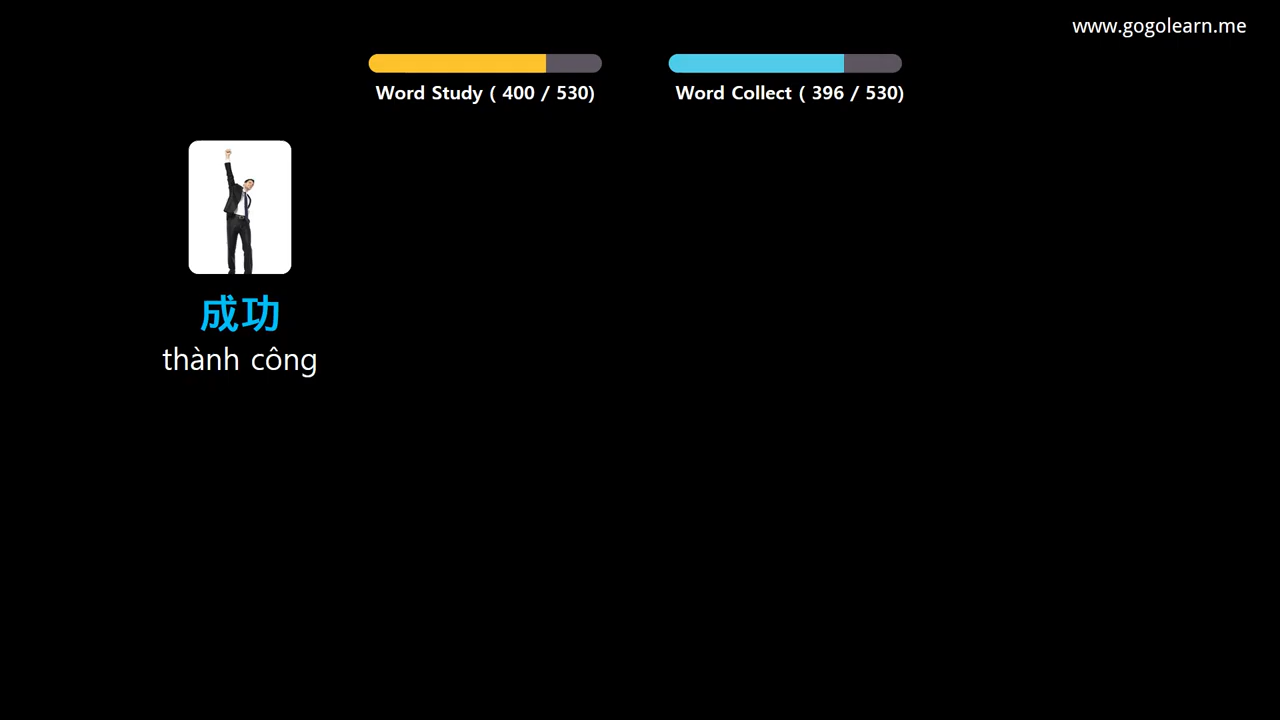 www.gogolearn.me
Word Study ( 400 / 530)
Word Collect ( 396 / 530)
成功
thành công